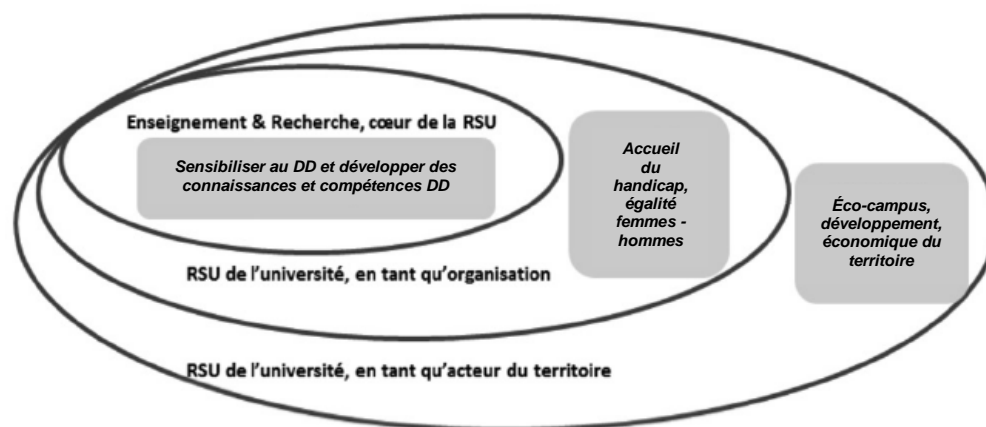 Enseignement & Recherche, cœur de la RSU
Sensibiliser au DD et développer des
connaissances et compétences DD
Accueil
du
handicap,
égalité
femmes -
hommes
Éco-campus,
développement,
économique du
territoire
RSU de l'université, en tant qu'organisation
RSU de l'université, en tant qu'acteur du territoire